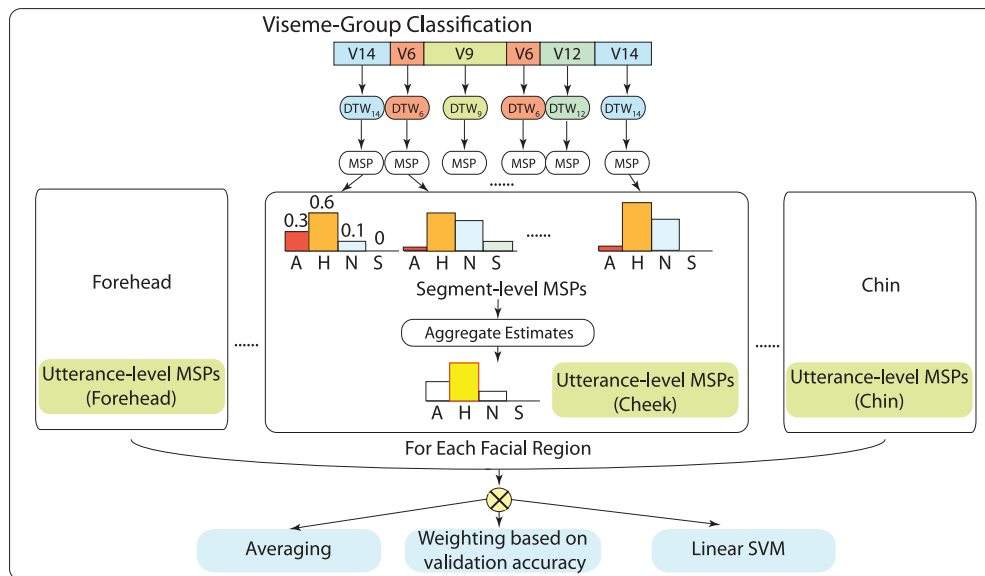 Viseme-Group Classification
V14 V6 V9 V6 V12 V14
DTW14 DTW6 DTW9 DTW6 DTW12 DTW14
MSP MSP MSP MSP MSP MSP
......
0.3 0.6 0.1 0
A H N S A H N S ...... A H N S
Segment-level MSPs
Aggregate Estimates
A H N S
Forehead
Utterance-level MSPs
(Forehead)
......
Utterance-level MSPs
(Cheek)
......
Chin
Utterance-level MSPs
(Chin)
For Each Facial Region
Averaging
Weighting based on
validation accuracy
Linear SVM